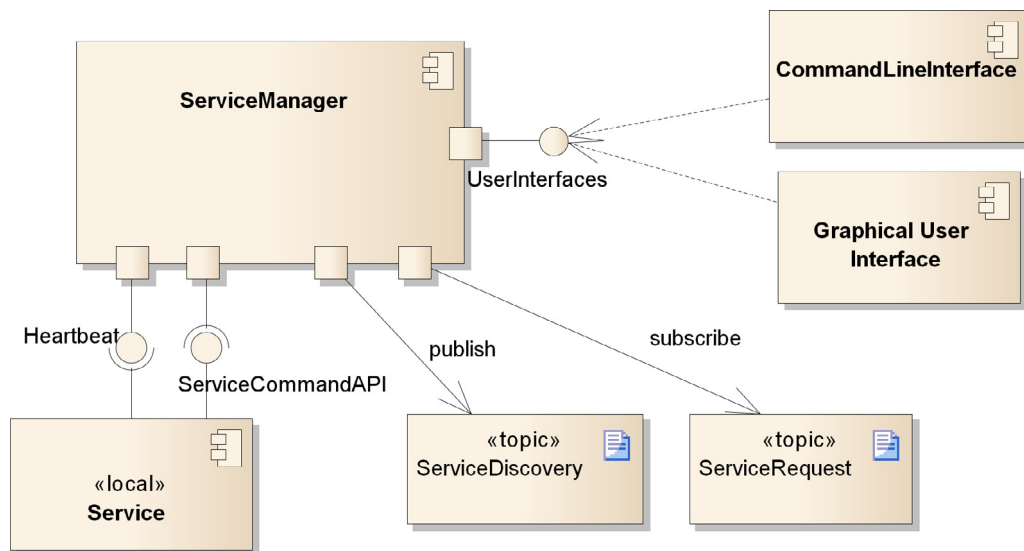 ServiceManager
CommandLineInterface
UserInterfaces
Graphical User
Interface
Heartbeat
ServiceCommandAPI
publish
subscribe
«local»
Service
«topic»
ServiceDiscovery
«topic»
ServiceRequest